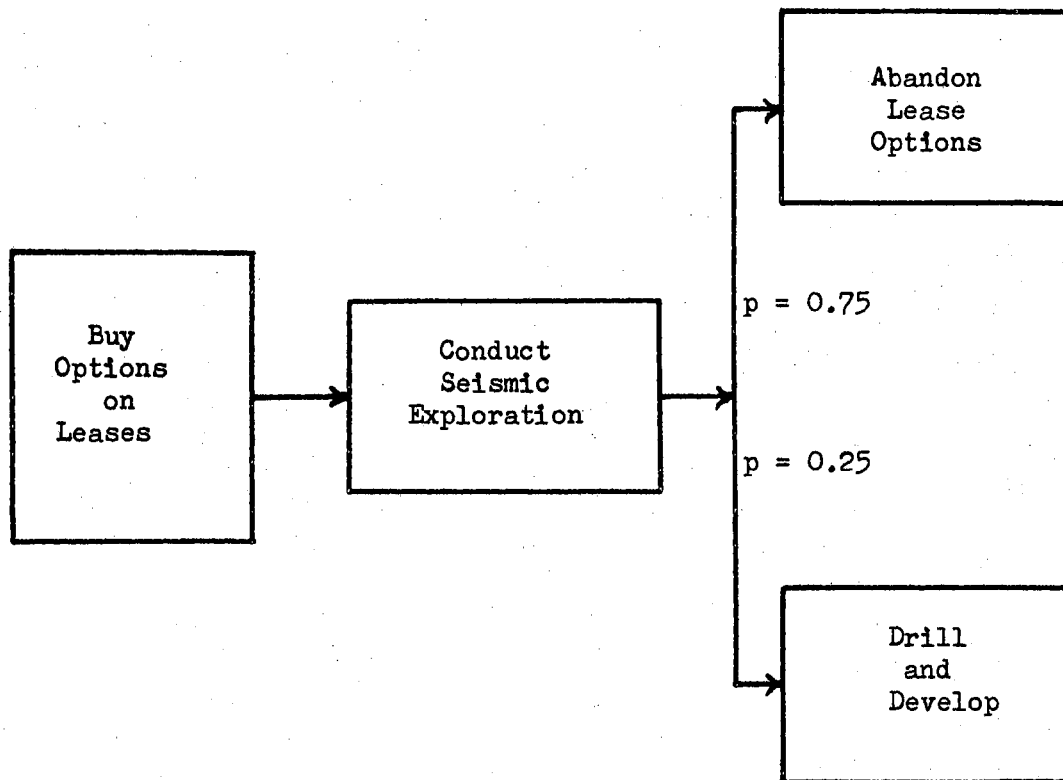 Buy
Options
on
Leases
Conduct
Seismic
Exploration
p = 0.75
p = 0.25
Abandon
Lease
Options
Drill
and
Develop